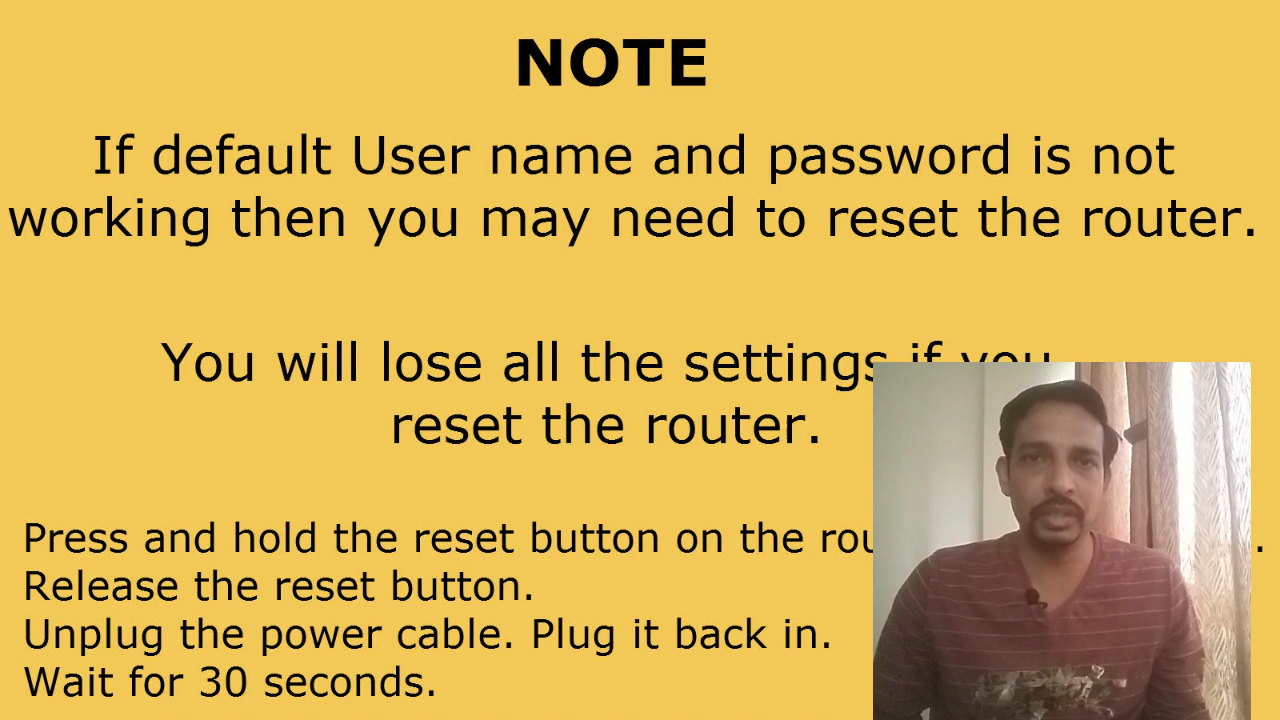 NOTE
If default User name and password is not
working then you may need to reset the router.
You will lose all the settings if you
reset the router.
Press and hold the reset button on the
Release the reset button.
Unplug the power cable. Plug it back in.
Wait for 30 seconds.